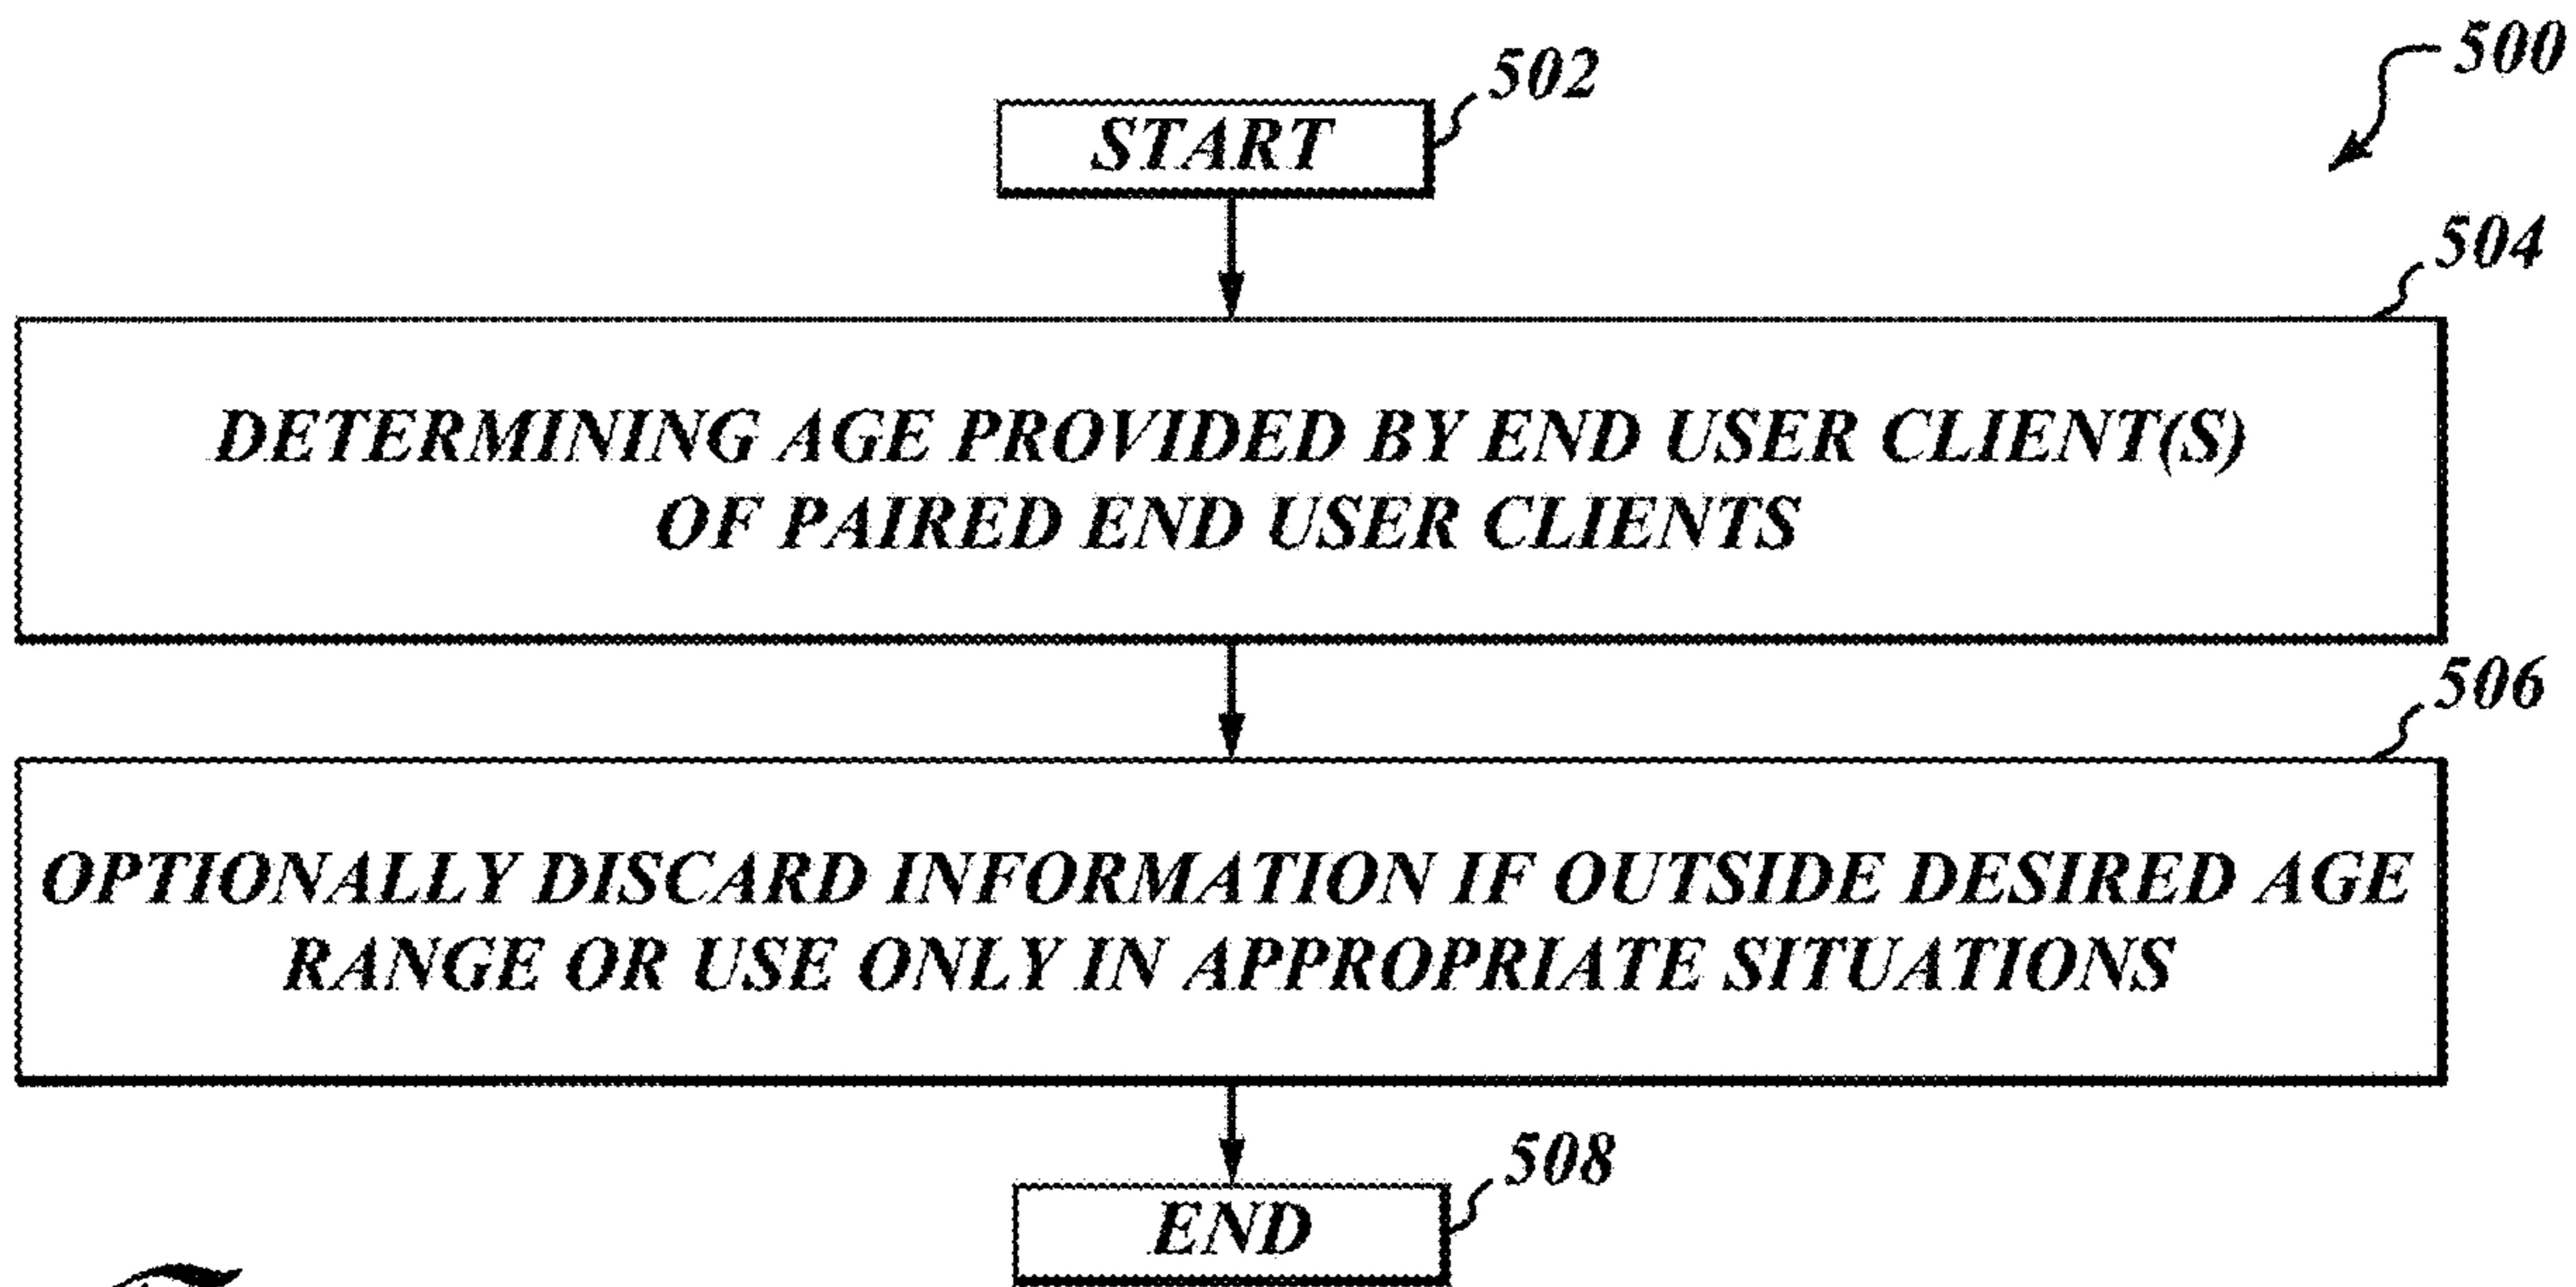 500
502
START
504
DETERMINING AGE PROVIDED BY END USER CLIENT(S)
OF PAIRED END USER CLIENTS
506
OPTIONALLY DISCARD INFORMATION IF OUTSIDE DESIRED AGE
RANGE OR USE ONLY IN APPROPRIATE SITUATIONS
508
END